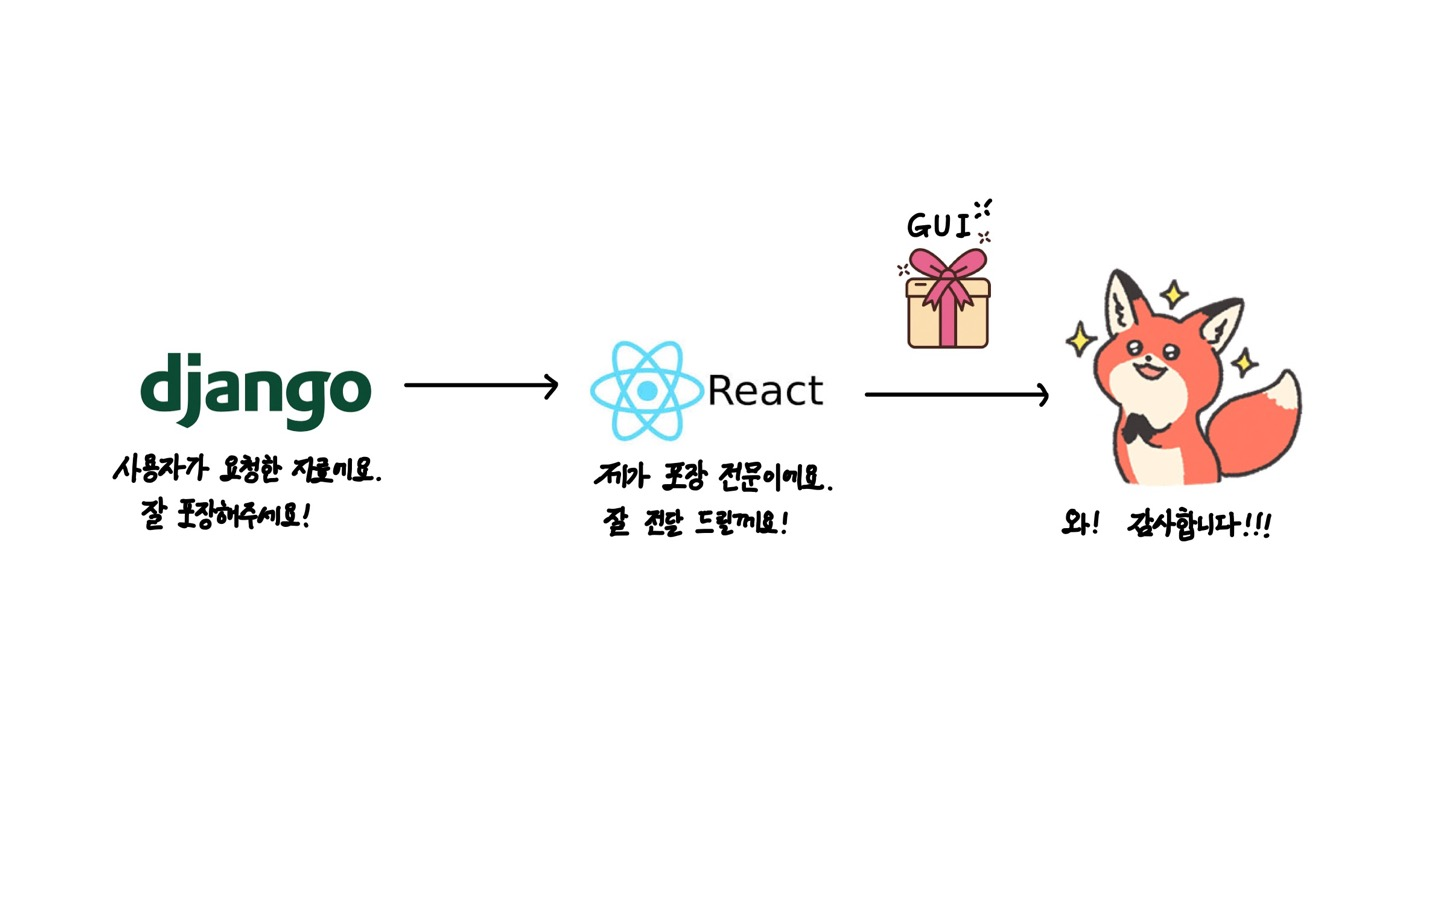 GUI
django
React
사용자가 요청한 자료에요.
잘 포장해주세요!
제가 포장 전문이에요.
잘 전달 드릴께요!
와! 감사합니다!!!